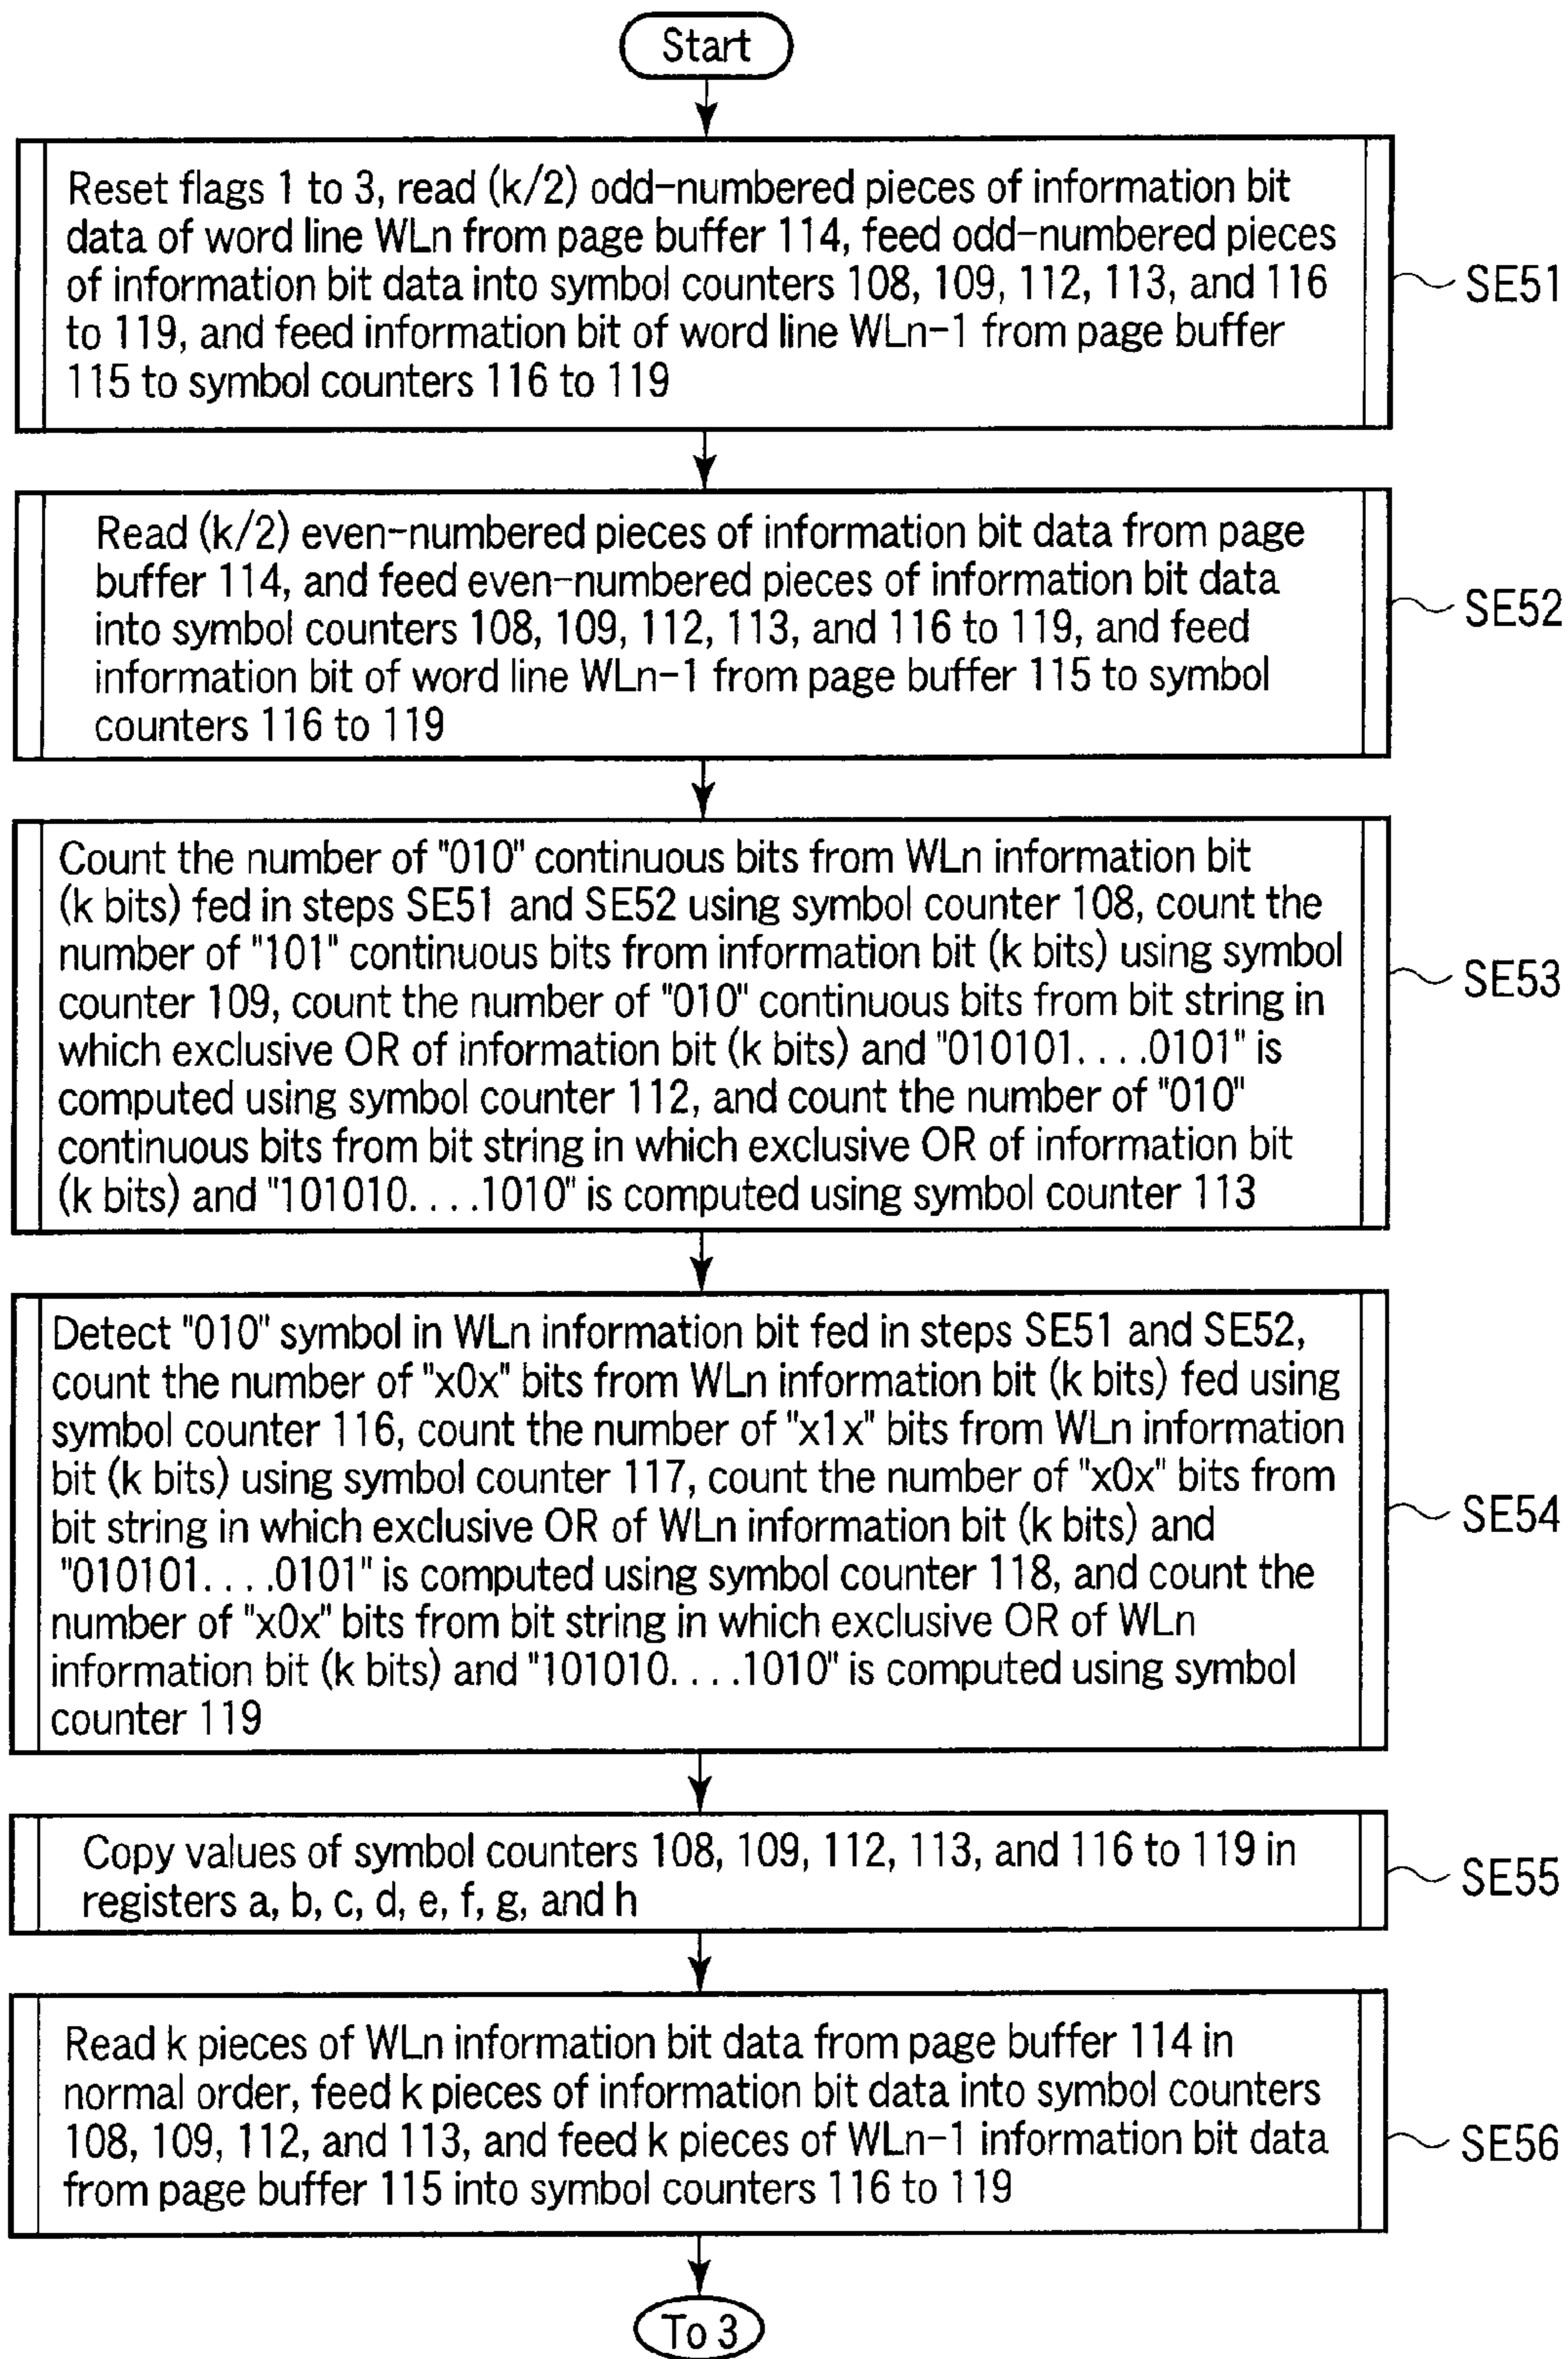 Start
Reset flags 1 to 3, read (k/2) odd-numbered pieces of information bit
data of word line WLn from page buffer 114, feed odd-numbered pieces
of information bit data into symbol counters 108, 109, 112, 113, and 116
to 119, and feed information bit of word line WLn-1 from page buffer
115 to symbol counters 116 to 119
SE51
Read (k/2) even-numbered pieces of information bit data from page
buffer 114, and feed even-numbered pieces of information bit data
into symbol counters 108, 109, 112, 113, and 116 to 119, and feed
information bit of word line WLn-1 from page buffer 115 to symbol
counters 116 to 119
SE52
Count the number of "010" continuous bits from WLn information bit
(k bits) fed in steps SE51 and SE52 using symbol counter 108, count the
number of "101" continuous bits from information bit (k bits) using symbol
counter 109, count the number of "010" continuous bits from bit string in
which exclusive OR of information bit (k bits) and "010101. . . .0101" is
computed using symbol counter 112, and count the number of "010"
continuous bits from bit string in which exclusive OR of information bit
(k bits) and "101010. . . .1010" is computed using symbol counter 113
SE53
Detect "010" symbol in WLn information bit fed in steps SE51 and SE52,
count the number of "x0x" bits from WLn information bit (k bits) fed using
symbol counter 116, count the number of "x1x" bits from WLn information
bit (k bits) using symbol counter 117, count the number of "x0x" bits from
bit string in which exclusive OR of WLn information bit (k bits) and
"010101. . . .0101" is computed using symbol counter 118, and count the
number of "x0x" bits from bit string in which exclusive OR of WLn
information bit (k bits) and "101010. . . .1010" is computed using symbol
counter 119
SE54
Copy values of symbol counters 108, 109, 112, 113, and 116 to 119 in
registers a, b, c, d, e, f, g, and h
SE55
Read k pieces of WLn information bit data from page buffer 114 in
normal order, feed k pieces of information bit data into symbol counters
108, 109, 112, and 113, and feed k pieces of WLn-1 information bit data
from page buffer 115 into symbol counters 116 to 119
SE56
To 3